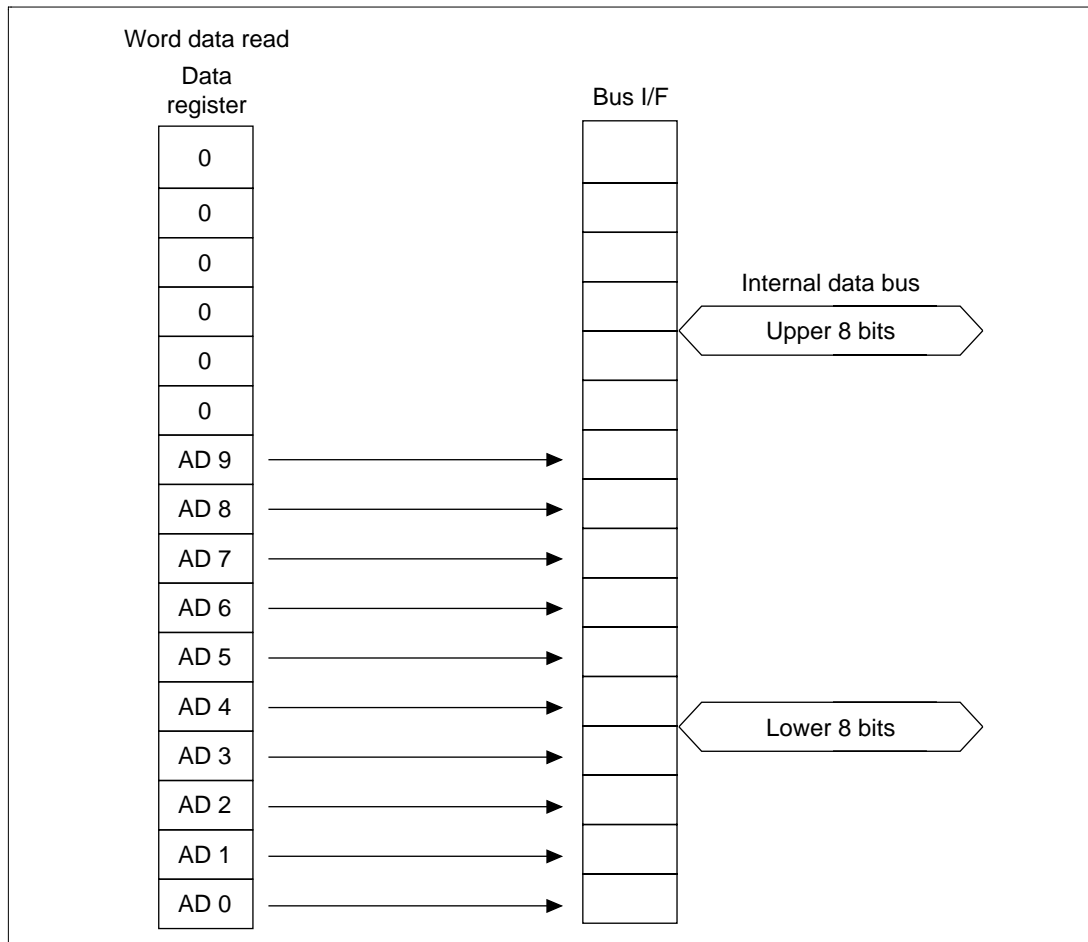 Word data read
Data
register
Bus I/F
0
0
0
0
0
0
AD 9
AD 8
AD 7
AD 6
AD 5
AD 4
AD 3
AD 2
AD 1
AD 0
Internal data bus
Upper 8 bits
Lower 8 bits